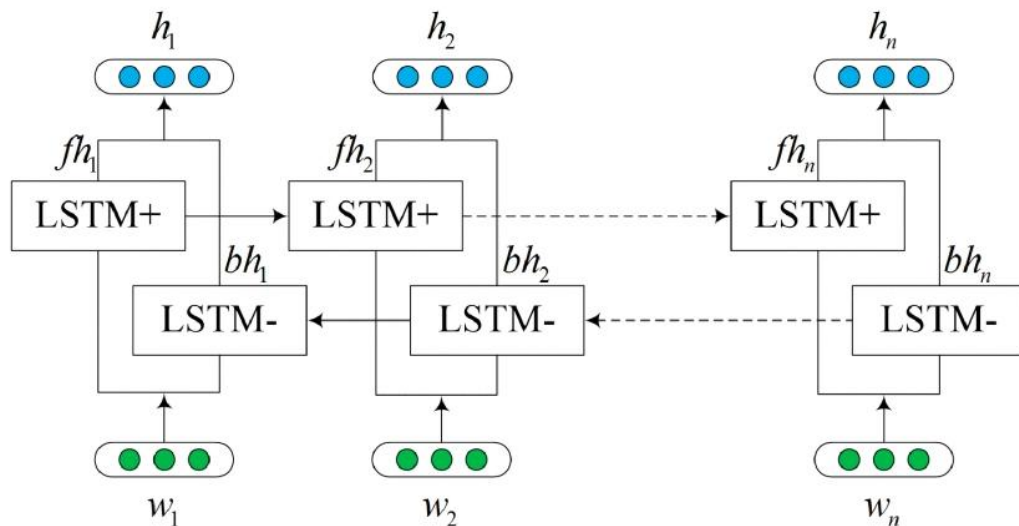 h₁ h₂ hₙ
fh₁ fh₂ fhₙ
LSTM+ LSTM+ LSTM+
bh₁ bh₂ bhₙ
LSTM- LSTM- LSTM-
w₁ w₂ wₙ